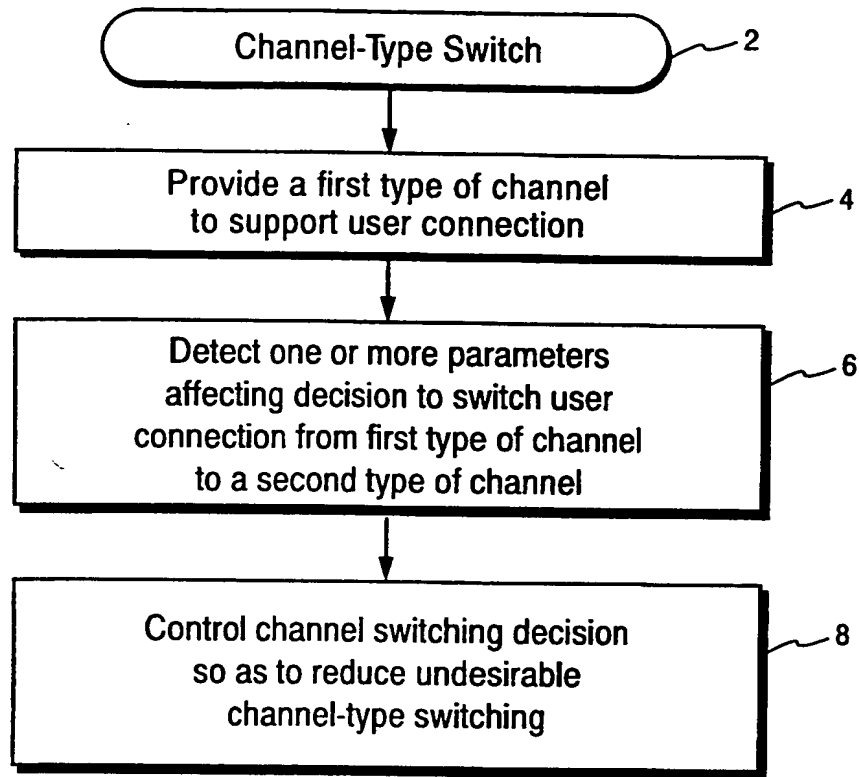 Channel-Type Switch
2
Provide a first type of channel
to support user connection
4
Detect one or more parameters
affecting decision to switch user
connection from first type of channel
to a second type of channel
6
Control channel switching decision
so as to reduce undesirable
channel-type switching
8